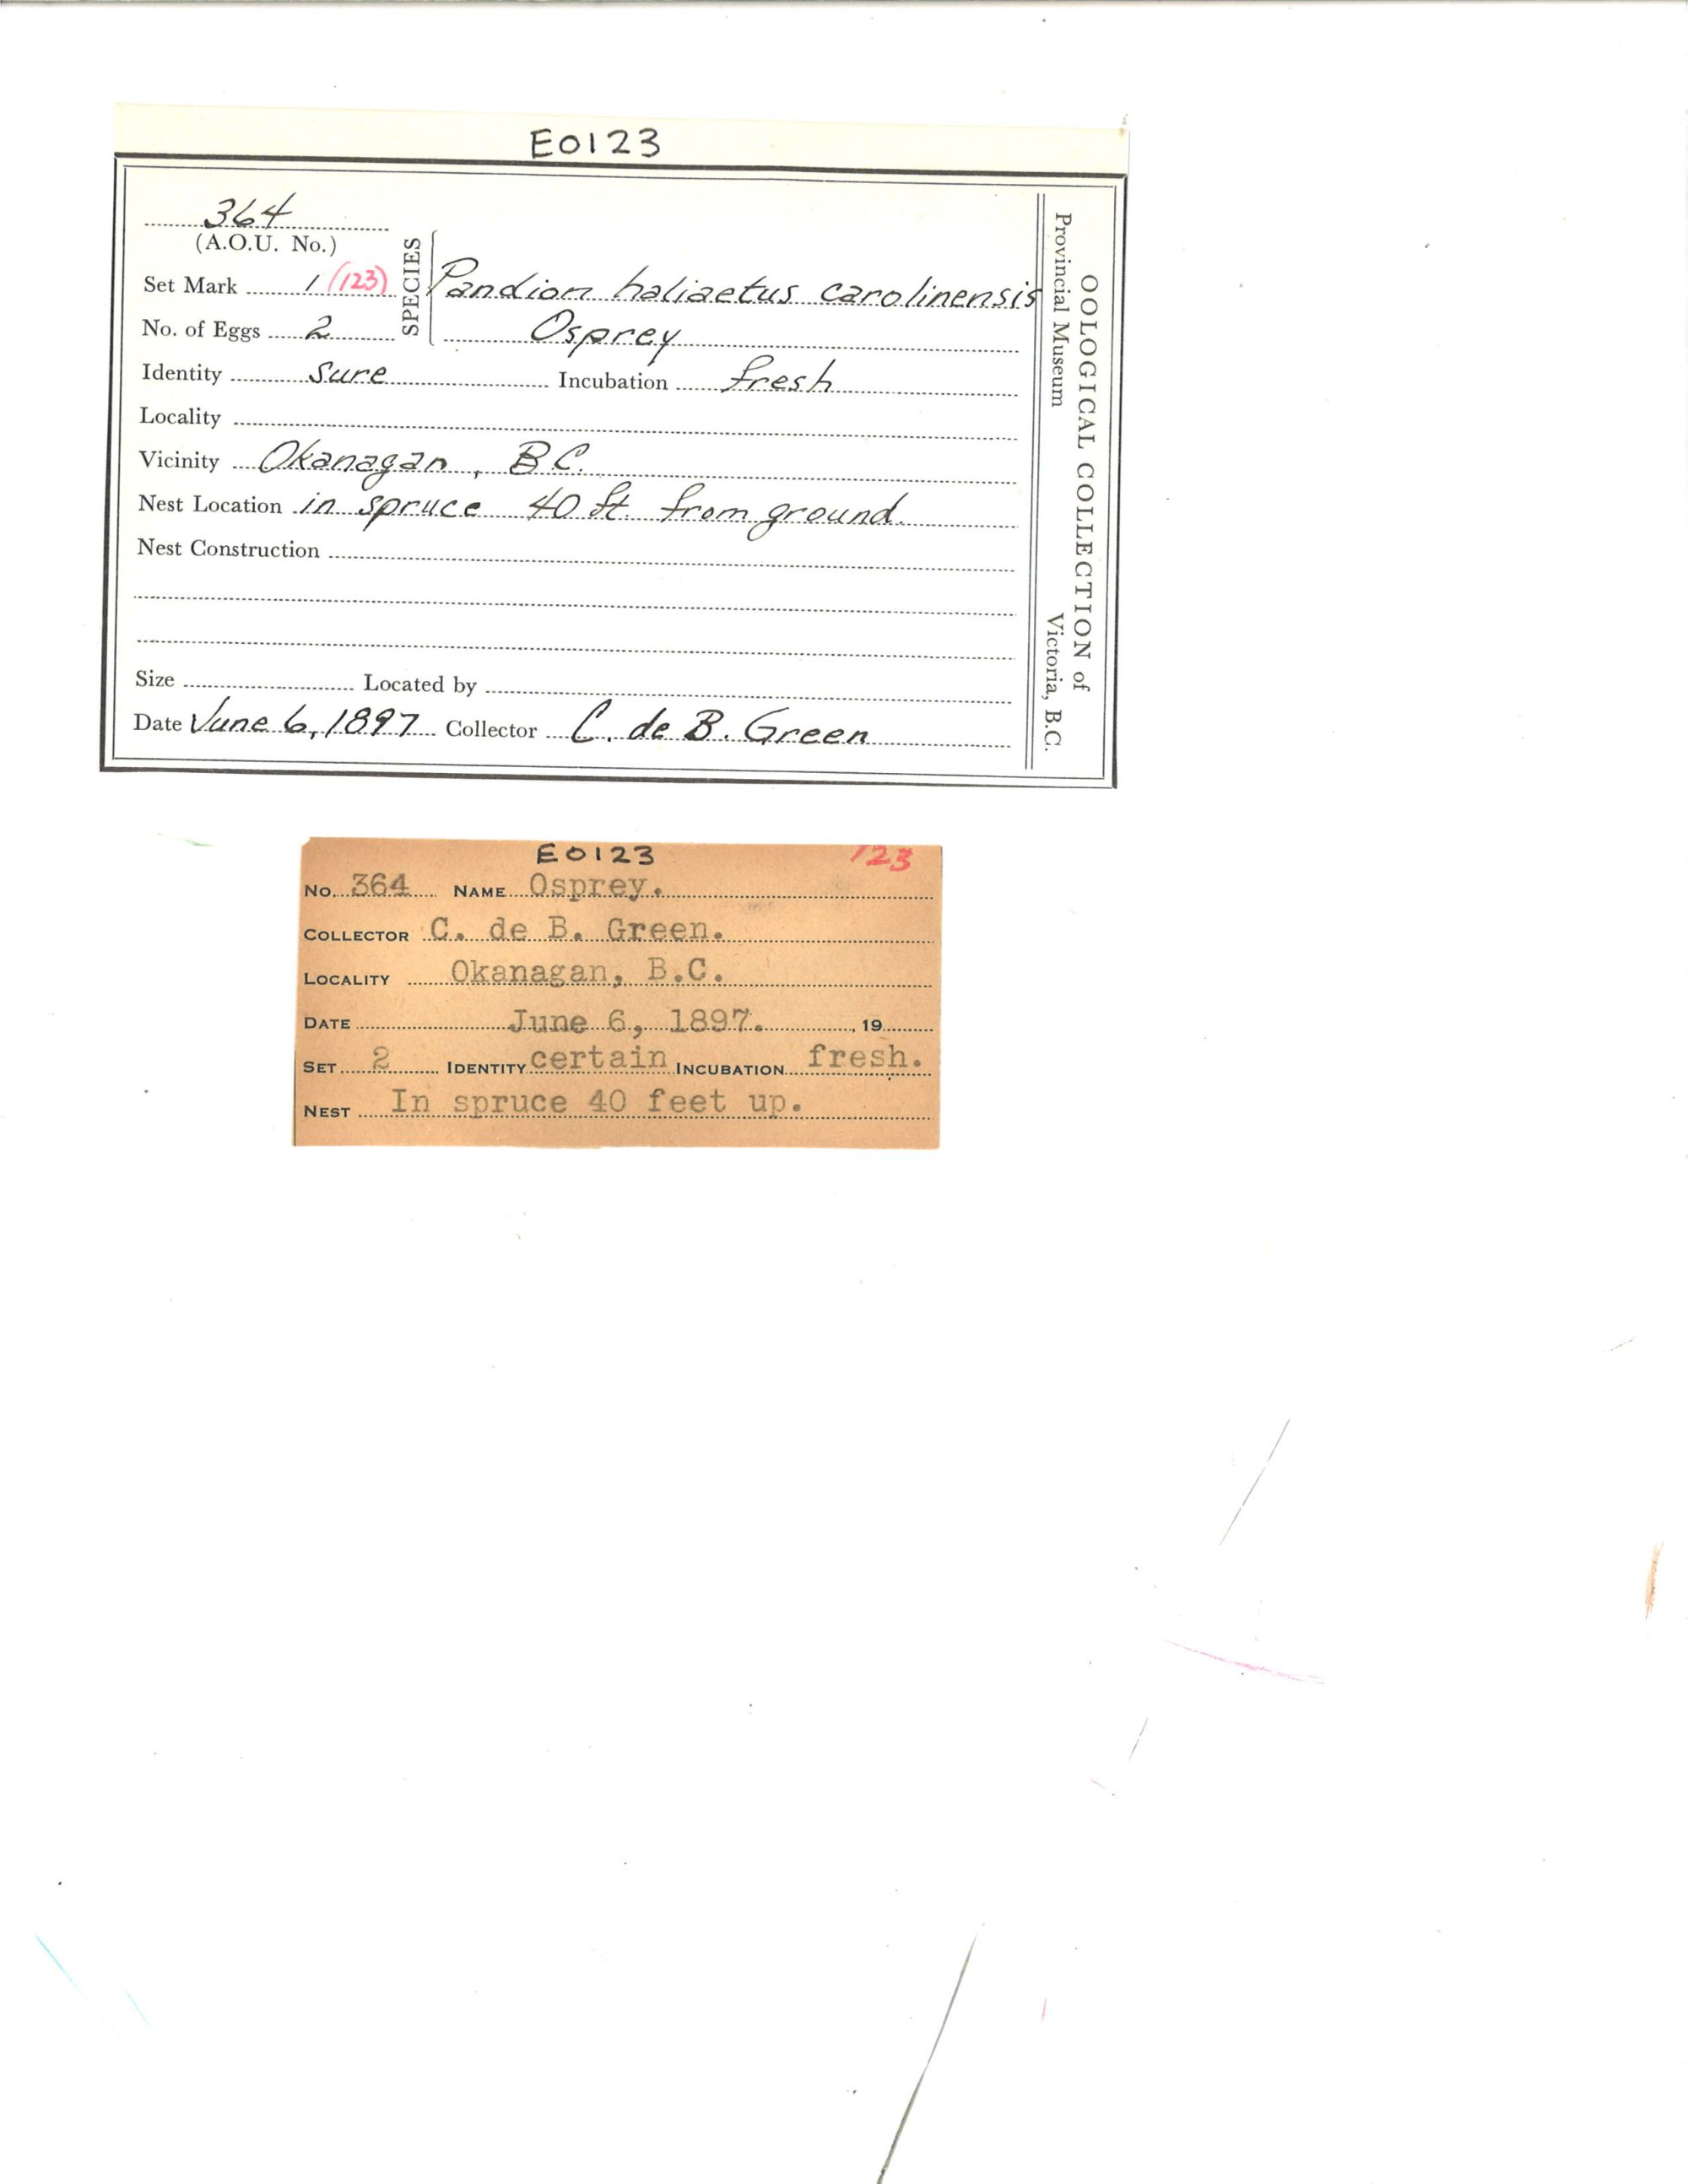 E0123
364
(A.O.U. No.)
SPECIES
Set Mark 1 (123)
Pandion haliaetus carolinensis
No. of Eggs 2
Osprey
Identity Sure Incubation fresh
Locality
Vicinity Okanagan, B.C.
Nest Location in spruce 40 ft. from ground.
Nest Construction
Size Located by
Date June 6, 1897 Collector C. de B. Green
OOLOGICAL COLLECTION of
Provincial Museum Victoria, B.C.
E0123 123
No. 364 NAME Osprey.
COLLECTOR C. de B. Green.
LOCALITY Okanagan, B.C.
DATE June 6, 1897. , 19
SET 2 IDENTITY certain INCUBATION fresh.
NEST In spruce 40 feet up.